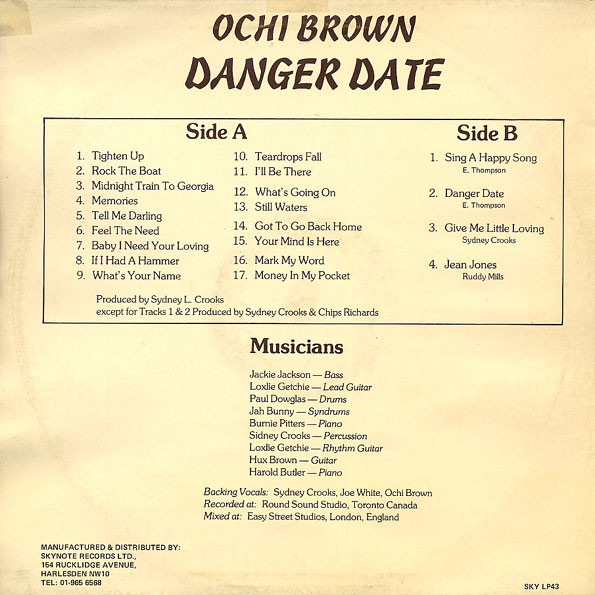 OCHI BROWN
DANGER DATE
Side A
1. Tighten Up
2. Rock The Boat
3. Midnight Train To Georgia
4. Memories
5. Tell Me Darling
6. Feel The Need
7. Baby I Need Your Loving
8. If I Had A Hammer
9. What's Your Name
10. Teardrops Fall
11. I'll Be There
12. What's Going On
13. Still Waters
14. Got To Go Back Home
15. Your Mind Is Here
16. Mark My Word
17. Money In My Pocket
Produced by Sydney L. Crooks
except for Tracks 1 & 2 Produced by Sydney Crooks & Chips Richards
Side B
1. Sing A Happy Song
E. Thompson
2. Danger Date
E. Thompson
3. Give Me Little Loving
Sydney Crooks
4. Jean Jones
Ruddy Mills
Musicians
Jackie Jackson — Bass
Loxlie Getchie — Lead Guitar
Paul Dowglas — Drums
Jah Bunny — Syndrums
Burnie Pitters — Piano
Sidney Crooks — Percussion
Loxlie Getchie — Rhythm Guitar
Hux Brown — Guitar
Harold Butler — Piano
Backing Vocals: Sydney Crooks, Joe White, Ochi Brown
Recorded at: Round Sound Studio, Toronto Canada
Mixed at: Easy Street Studios, London, England
MANUFACTURED & DISTRIBUTED BY:
SKYNOTE RECORDS LTD.,
154 RUCKLIDGE AVENUE,
HARLESDEN NW10
TEL: 01-965 6568
SKY LP43